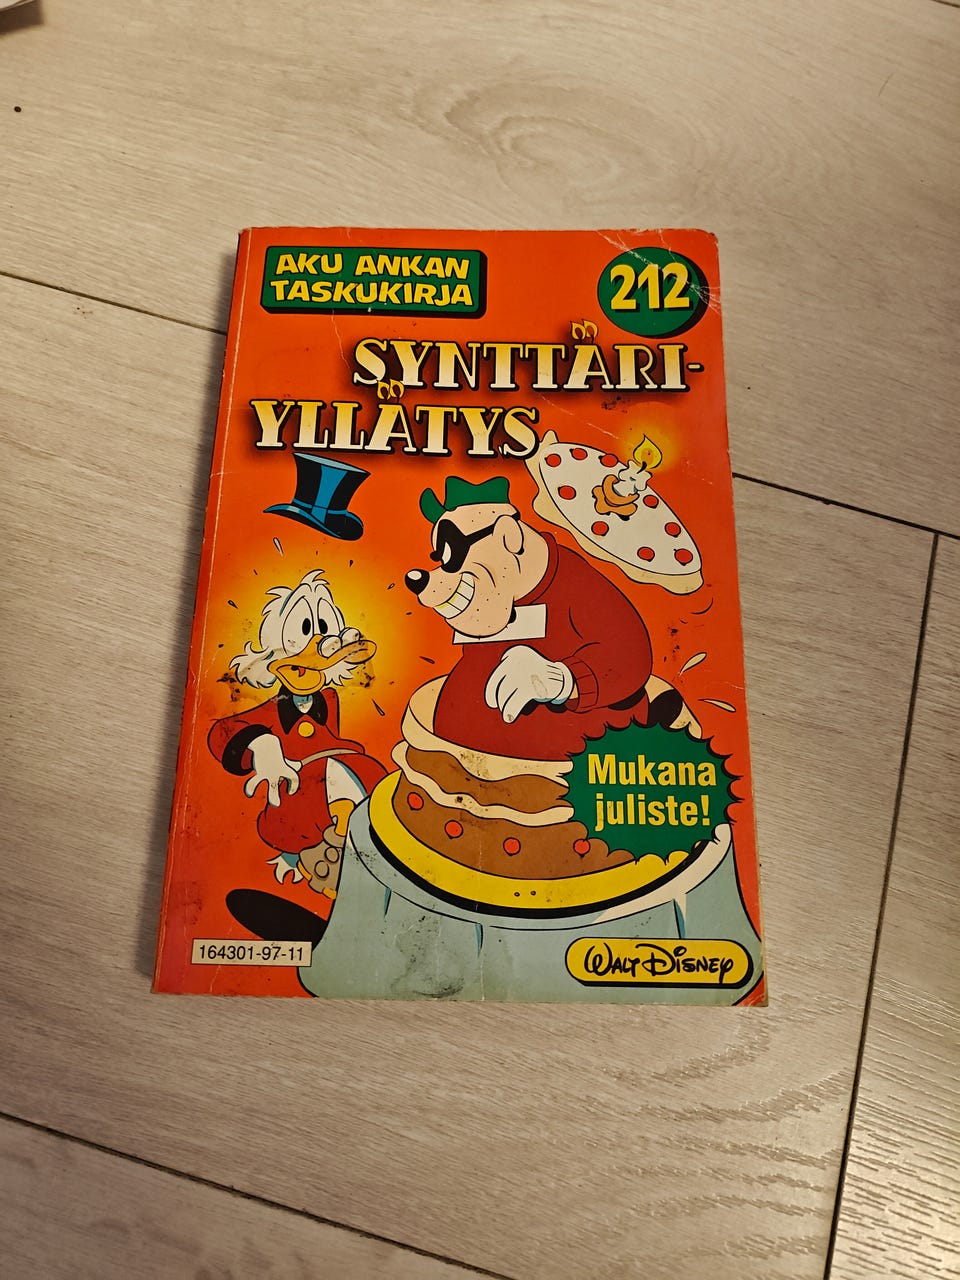 AKU ANKAN
TASKUKIRJA
212
SYNTTÄRI-
YLLÄTYS
Mukana
juliste!
164301-97-11
WALT DISNEY